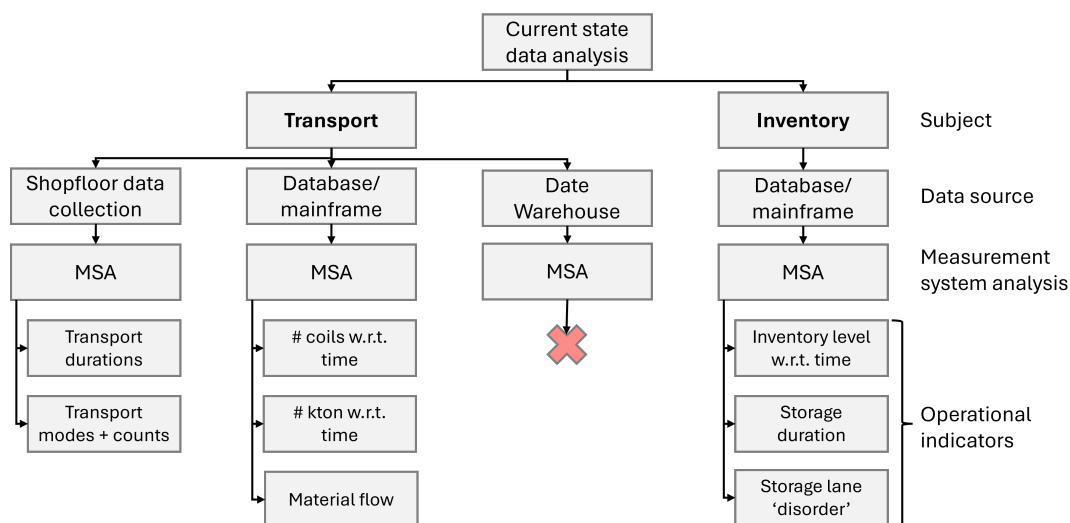 Current state
data analysis
Transport
Inventory
Subject
Shopfloor data
collection
Database/
mainframe
Date
Warehouse
Database/
mainframe
Data source
MSA
MSA
MSA
MSA
Measurement
system analysis
Transport
durations
# coils w.r.t.
time
Inventory level
w.r.t. time
Transport
modes + counts
# kton w.r.t.
time
Storage
duration
Operational
indicators
Material flow
Storage lane
‘disorder’